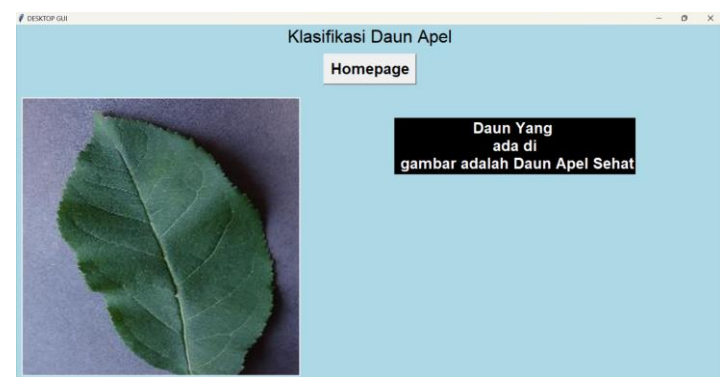 DESKTOP GUI
Klasifikasi Daun Apel
Homepage
Daun Yang
ada di
gambar adalah Daun Apel Sehat